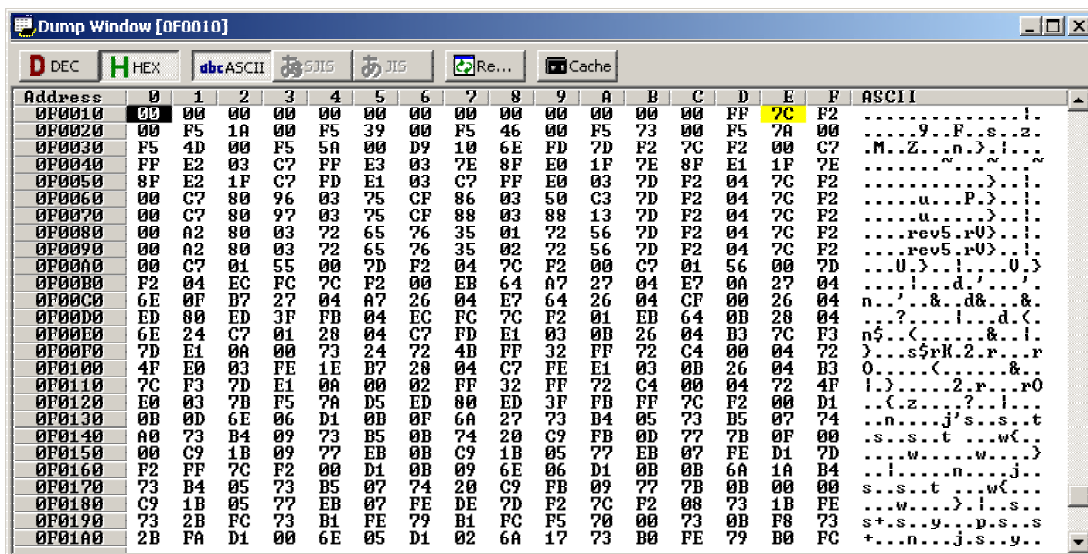 Dump Window [0F0010]
D DEC H HEX abc ASCII あ SJIS あ JIS Re... Cache
Address 0 1 2 3 4 5 6 7 8 9 A B C D E F ASCII
0F0010 00 00 00 00 00 00 00 00 00 00 00 00 00 FF 7C F2 ..............|.
0F0020 00 F5 1A 00 F5 39 00 F5 46 00 F5 73 00 F5 7A 00 .....9..F..s..z.
0F0030 F5 4D 00 F5 5A 00 D9 10 6E FD 7D F2 7C F2 00 C7 .M..Z...n.}.|...
0F0040 FF E2 03 C7 FF E3 03 7E 8F E0 1F 7E 8F E1 1F 7E .......~...~...~
0F0050 8F E2 1F C7 FD E1 03 C7 FF E0 03 7D F2 04 7C F2 ...........}..|.
0F0060 00 C7 80 96 03 75 CF 86 03 50 C3 7D F2 04 7C F2 .....u...P.}..|.
0F0070 00 C7 80 97 03 75 CF 88 03 88 13 7D F2 04 7C F2 .....u.....}..|.
0F0080 00 A2 80 03 72 65 76 35 01 72 56 7D F2 04 7C F2 ....rev5.rV}..|.
0F0090 00 A2 80 03 72 65 76 35 02 72 56 7D F2 04 7C F2 ....rev5.rV}..|.
0F00A0 00 C7 01 55 00 7D F2 04 7C F2 00 C7 01 56 00 7D ...U.}..|....V.}
0F00B0 F2 04 EC FC 7C F2 00 EB 64 A7 27 04 E7 0A 27 04 ....|...d.'...'.
0F00C0 6E 0F B7 27 04 A7 26 04 E7 64 26 04 CF 00 26 04 n..'..&..d&...&.
0F00D0 ED 80 ED 3F FB 04 EC FC 7C F2 01 EB 64 0B 28 04 ...?....|...d.(.
0F00E0 6E 24 C7 01 28 04 C7 FD E1 03 0B 26 04 B3 7C F3 n$..(......&..|.
0F00F0 7D E1 0A 00 73 24 72 4B FF 32 FF 72 C4 00 04 72 }...s$rK.2.r...r
0F0100 4F E0 03 FE 1E B7 28 04 C7 FE E1 03 0B 26 04 B3 O.....(......&..
0F0110 7C F3 7D E1 0A 00 02 FF 32 FF 72 C4 00 04 72 4F |.}.....2.r...rO
0F0120 E0 03 7B F5 7A D5 ED 80 ED 3F FB FF 7C F2 00 D1 ..{.z....?..|...
0F0130 0B 0D 6E 06 D1 0B 0F 6A 27 73 B4 05 73 B5 07 74 ..n....j's..s..t
0F0140 A0 73 B4 09 73 B5 0B 74 20 C9 FB 0D 77 7B 0F 00 .s..s..t ...w{..
0F0150 00 C9 1B 09 77 EB 0B C9 1B 05 77 EB 07 FE D1 7D ....w.....w....}
0F0160 F2 FF 7C F2 00 D1 0B 09 6E 06 D1 0B 0B 6A 1A B4 ..|.....n....j..
0F0170 73 B4 05 73 B5 07 74 20 C9 FB 09 77 7B 0B 00 00 s..s..t ...w{...
0F0180 C9 1B 05 77 EB 07 FE DE 7D F2 7C F2 08 73 1B FE ...w....}.|..s..
0F0190 73 2B FC 73 B1 FE 79 B1 FC F5 70 00 73 0B F8 73 s+.s..y...p.s..s
0F01A0 2B FA D1 00 6E 05 D1 02 6A 17 73 B0 FE 79 B0 FC +...n...j.s..y..